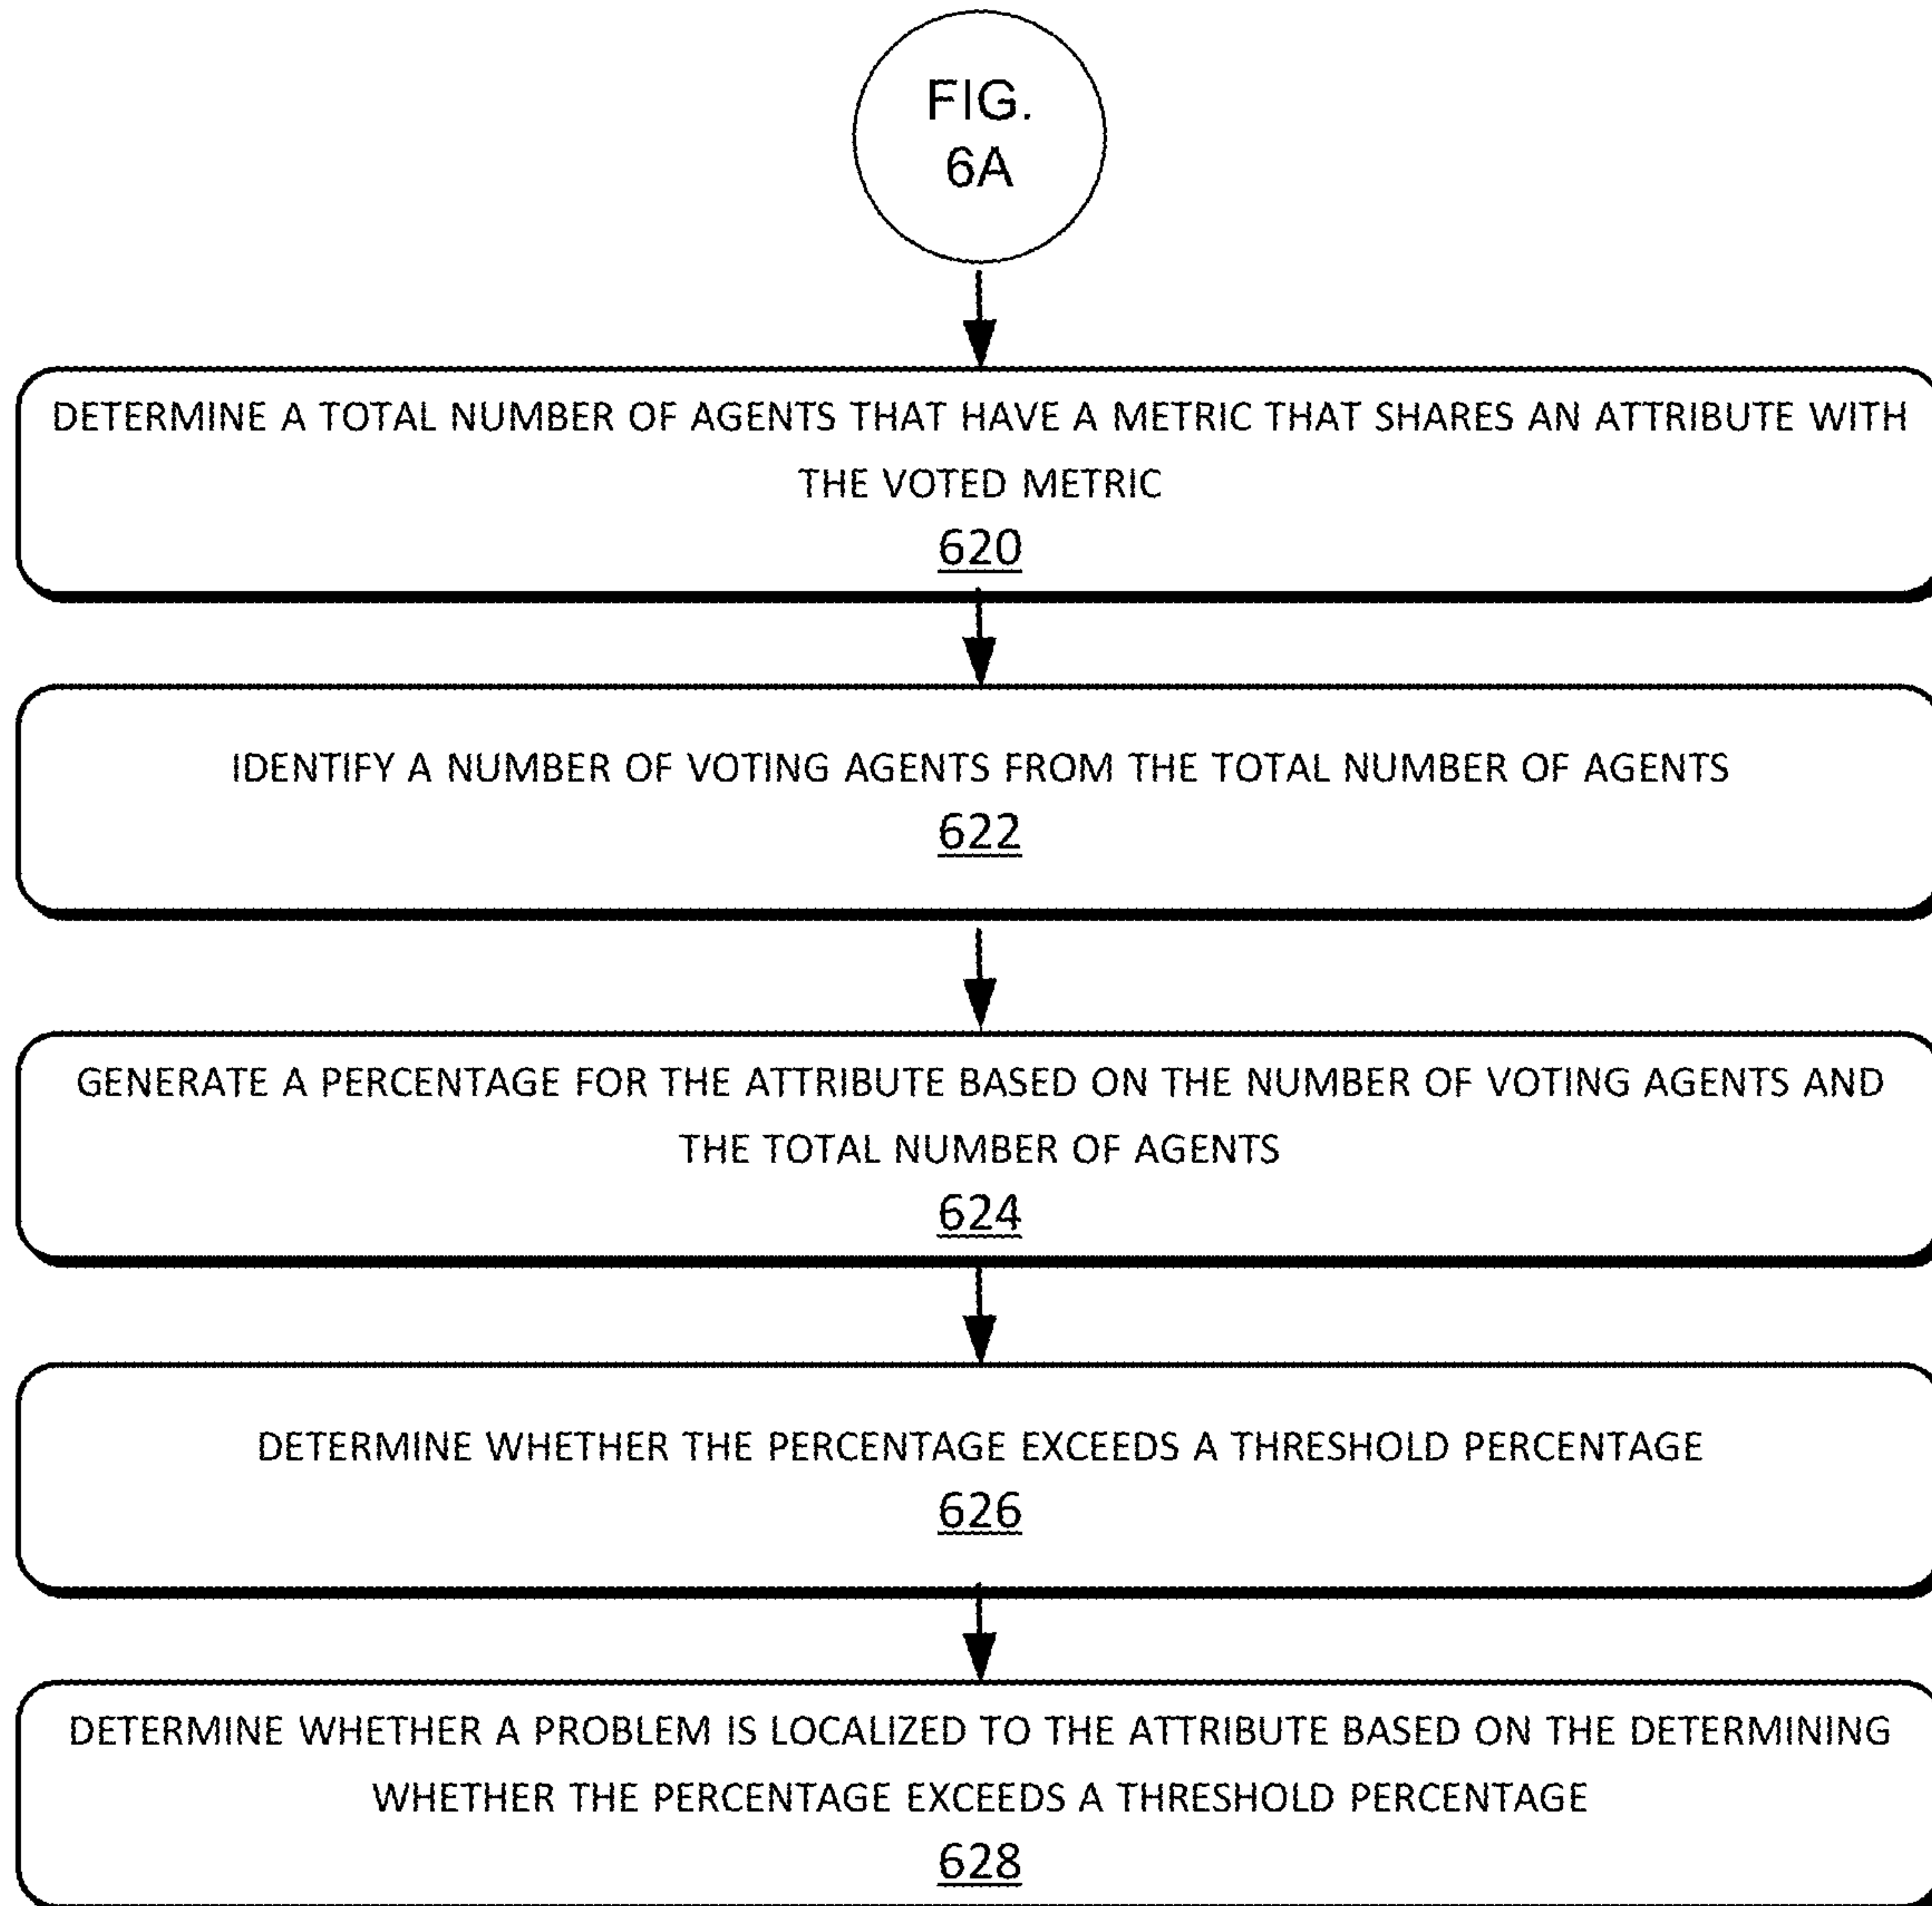 FIG.
6A
DETERMINE A TOTAL NUMBER OF AGENTS THAT HAVE A METRIC THAT SHARES AN ATTRIBUTE WITH
THE VOTED METRIC
620
IDENTIFY A NUMBER OF VOTING AGENTS FROM THE TOTAL NUMBER OF AGENTS
622
GENERATE A PERCENTAGE FOR THE ATTRIBUTE BASED ON THE NUMBER OF VOTING AGENTS AND
THE TOTAL NUMBER OF AGENTS
624
DETERMINE WHETHER THE PERCENTAGE EXCEEDS A THRESHOLD PERCENTAGE
626
DETERMINE WHETHER A PROBLEM IS LOCALIZED TO THE ATTRIBUTE BASED ON THE DETERMINING
WHETHER THE PERCENTAGE EXCEEDS A THRESHOLD PERCENTAGE
628